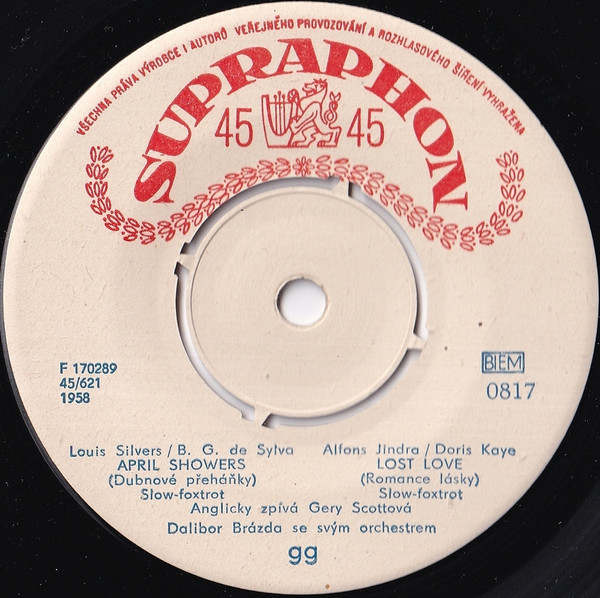 VŠECHNA PRÁVA VÝROBCE I AUTORŮ VEŘEJNÉHO PROVOZOVÁNÍ A ROZHLASOVÉHO ŠÍŘENÍ VYHRAŽENA
SUPRAPHON
45 45
F 170289
45/621
1958
BIEM
0817
Louis Silvers / B. G. de Sylva
APRIL SHOWERS
(Dubnové přeháňky)
Slow-foxtrot
Alfons Jindra / Doris Kaye
LOST LOVE
(Romance lásky)
Slow-foxtrot
Anglicky zpívá Gery Scottová
Dalibor Brázda se svým orchestrem
gg